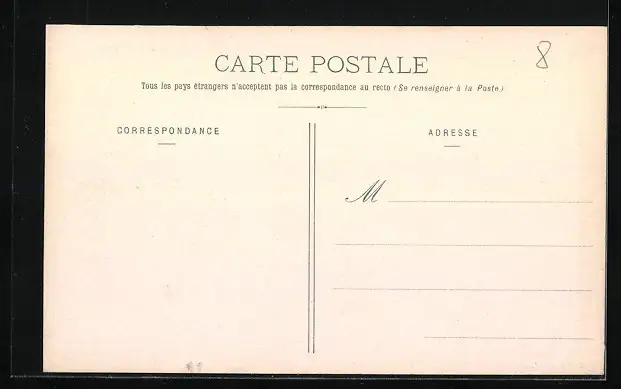 8
CARTE POSTALE
Tous les pays étrangers n'acceptent pas la correspondance au recto (Se renseigner à la Poste.)
CORRESPONDANCE
ADRESSE
M